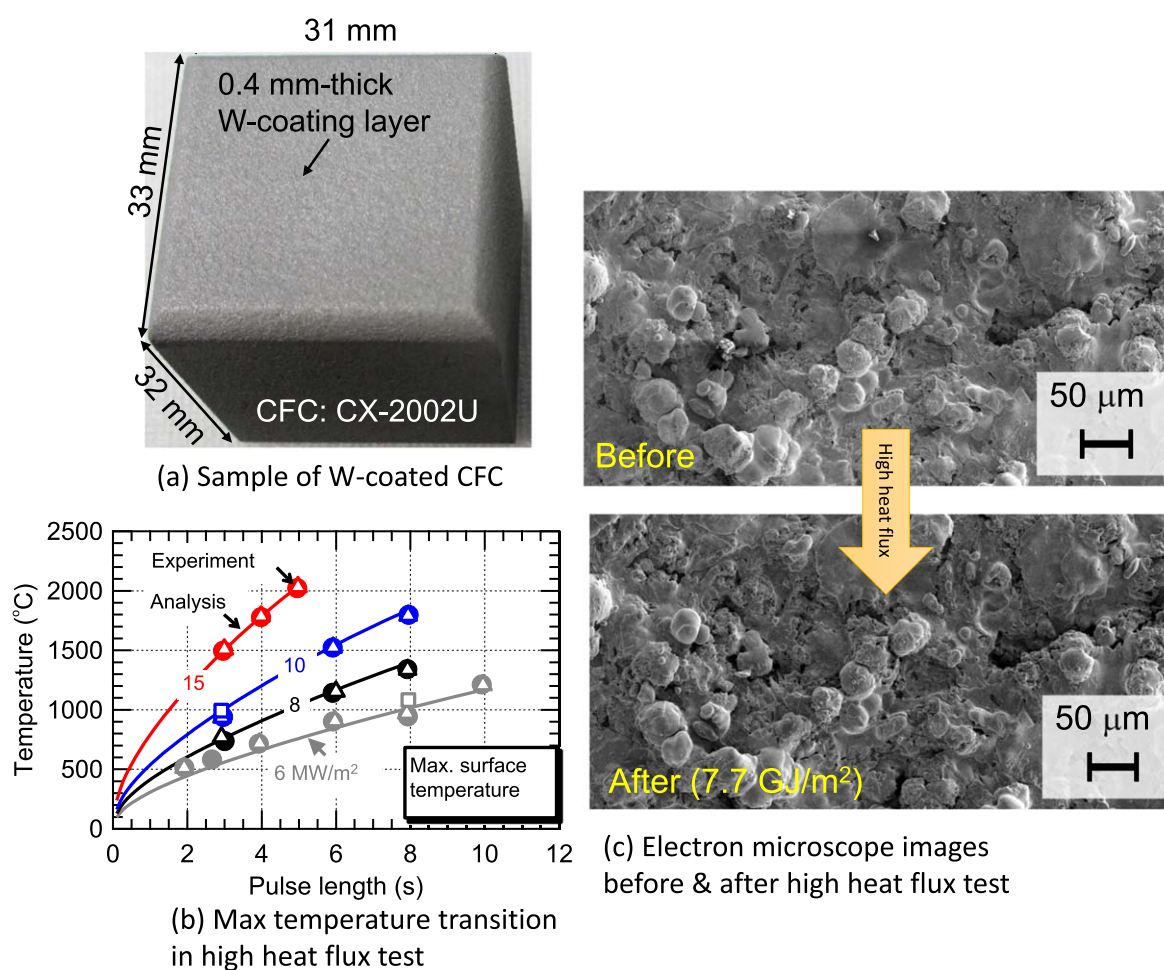 31 mm
0.4 mm-thick
W-coating layer
33 mm
32 mm
CFC: CX-2002U
(a) Sample of W-coated CFC
50 μm
Before
High heat flux
50 μm
After (7.7 GJ/m²)
(c) Electron microscope images
before & after high heat flux test
2500
2000
1500
1000
500
0
Temperature (°C)
Experiment
Analysis
15
10
8
6 MW/m²
Max. surface
temperature
0 2 4 6 8 10 12
Pulse length (s)
(b) Max temperature transition
in high heat flux test